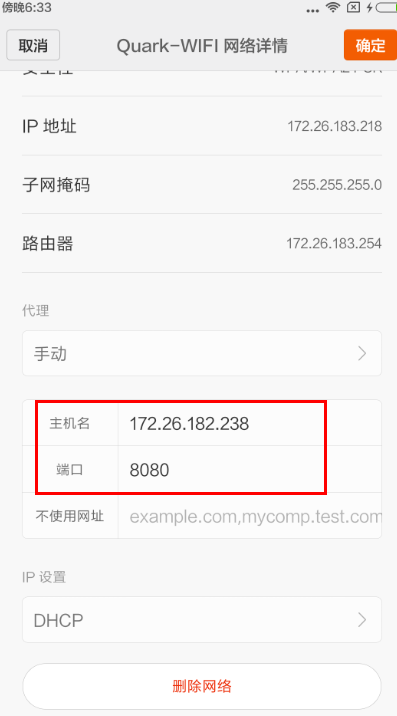 傍晚6:33
取消
Quark-WIFI 网络详情
确定
IP 地址
172.26.183.218
子网掩码
255.255.255.0
路由器
172.26.183.254
代理
手动
主机名
172.26.182.238
端口
8080
不使用网址
example.com,mycomp.test.com
IP 设置
DHCP
删除网络